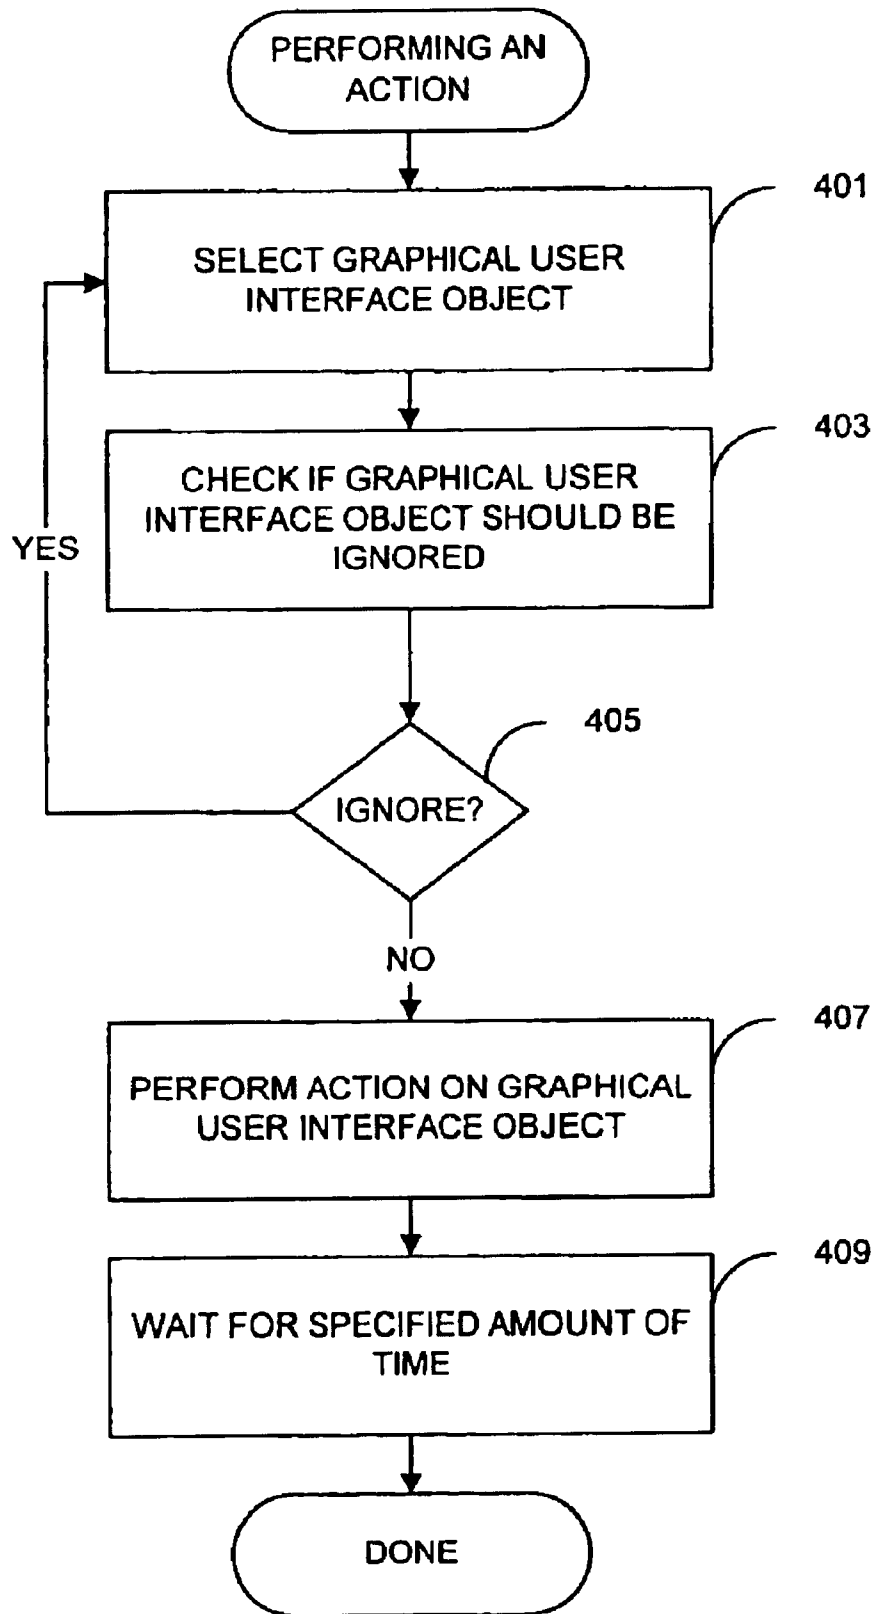 PERFORMING AN
ACTION
401
SELECT GRAPHICAL USER
INTERFACE OBJECT
403
CHECK IF GRAPHICAL USER
INTERFACE OBJECT SHOULD BE
IGNORED
YES
405
IGNORE?
NO
407
PERFORM ACTION ON GRAPHICAL
USER INTERFACE OBJECT
409
WAIT FOR SPECIFIED AMOUNT OF
TIME
DONE